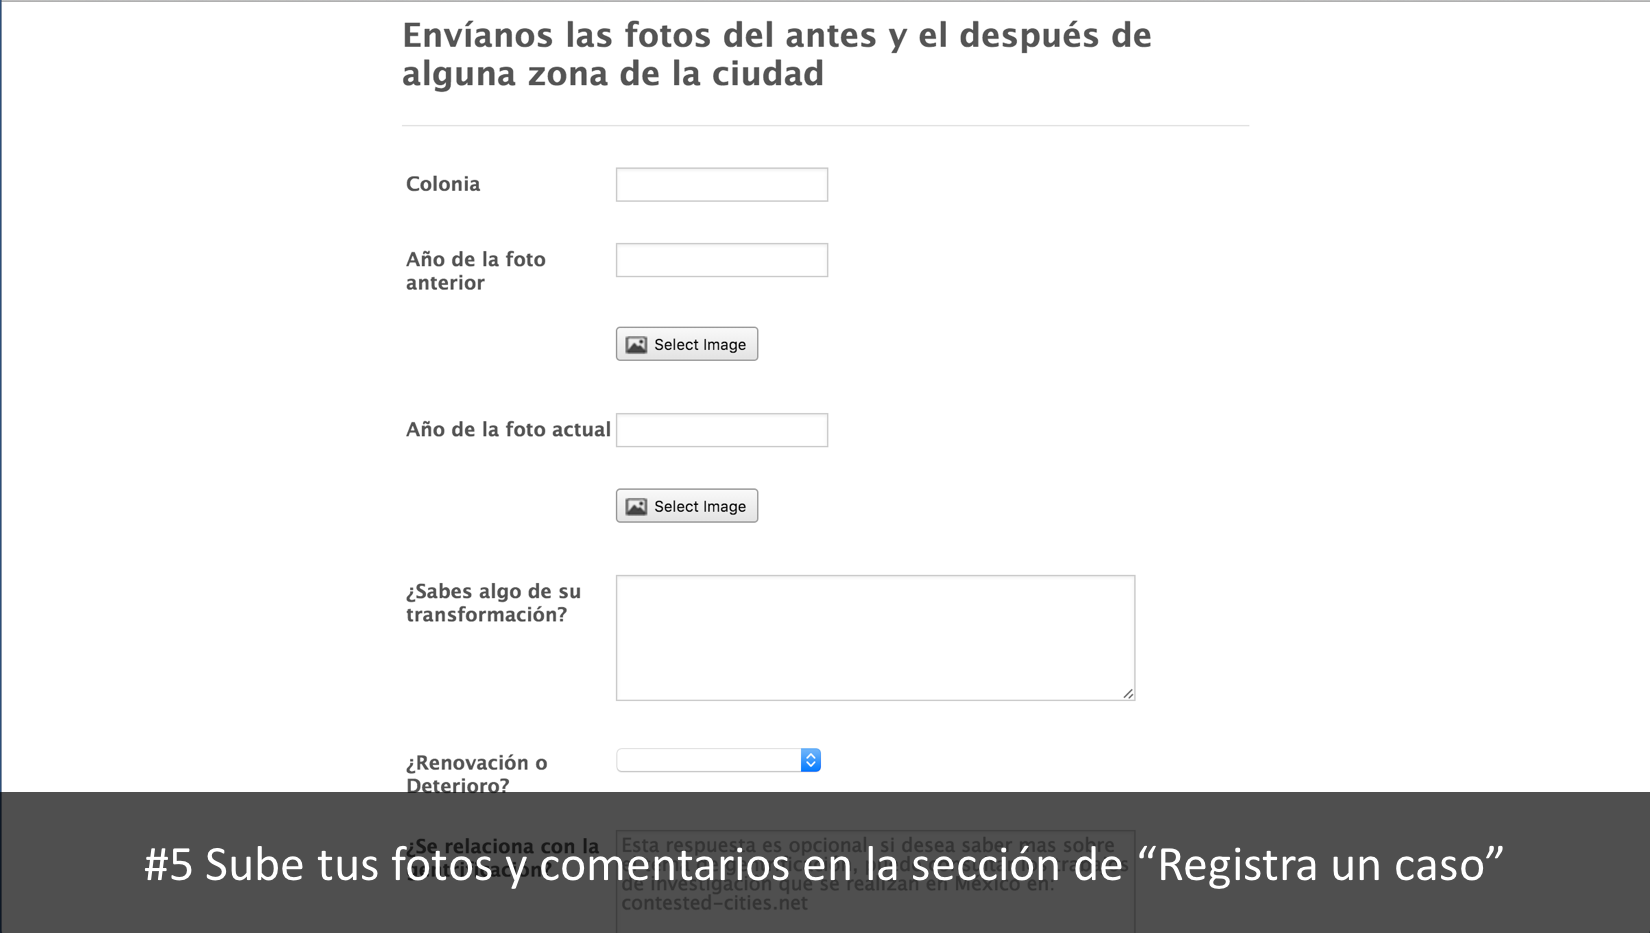 Envíanos las fotos del antes y el después de
alguna zona de la ciudad
Colonia
Año de la foto
anterior
Select Image
Año de la foto actual
Select Image
¿Sabes algo de su
transformación?
¿Renovación o
Deterioro?
¿Se relaciona con la
gentrificación?
Esta respuesta es opcional, si desea saber mas sobre
de investigación que se realizan en México en:
contested-cities.net
#5 Sube tus fotos y comentarios en la sección de “Registra un caso”